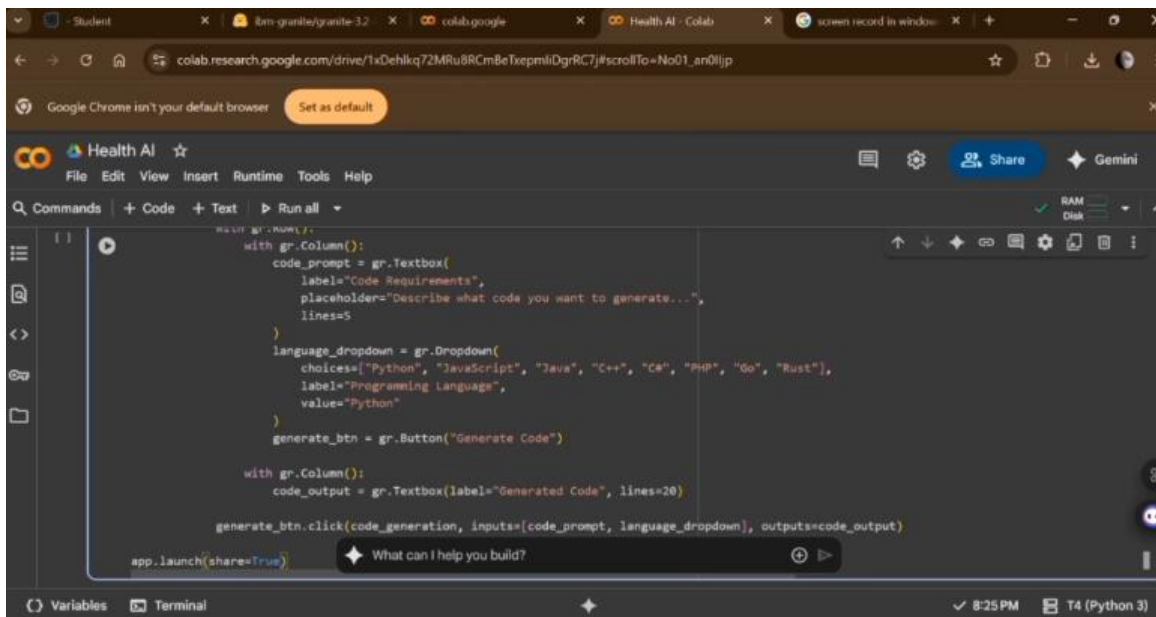 - Student
ibm-granite/granite-3.2
colab.google
Health AI - Colab
screen record in window
colab.research.google.com/drive/1xDehlkq72MRu8RCmBeTxepmliDgrRC7j#scrollTo=No01_an0lljp
Google Chrome isn't your default browser
Set as default
Health AI
Share
Gemini
File Edit View Insert Runtime Tools Help
Commands + Code + Text Run all
RAM
Disk
[ ]
with gr.Row():
with gr.Column():
code_prompt = gr.Textbox(
label="Code Requirements",
placeholder="Describe what code you want to generate...",
lines=5
)
language_dropdown = gr.Dropdown(
choices=["Python", "JavaScript", "Java", "C++", "C#", "PHP", "Go", "Rust"],
label="Programming Language",
value="Python"
)
generate_btn = gr.Button("Generate Code")
with gr.Column():
code_output = gr.Textbox(label="Generated Code", lines=20)
generate_btn.click(code_generation, inputs=[code_prompt, language_dropdown], outputs=code_output)
app.launch(share=True)
What can I help you build?
Variables Terminal
8:25 PM
T4 (Python 3)